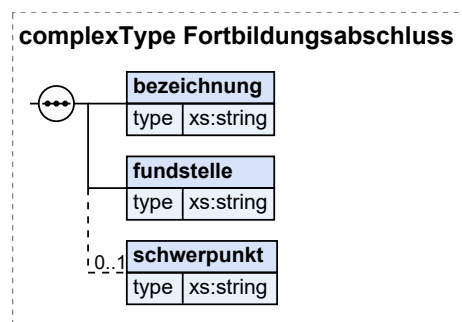 complexType Fortbildungsabschluss
bezeichnung
type xs:string
fundstelle
type xs:string
0..1
schwerpunkt
type xs:string